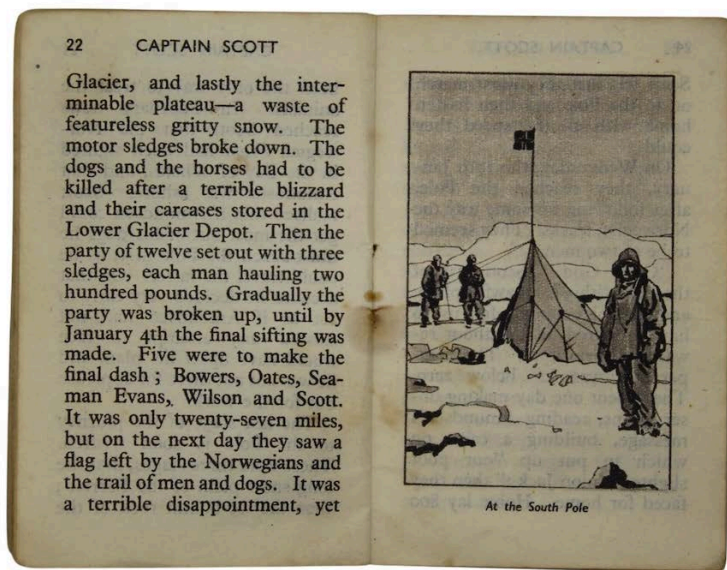 22 CAPTAIN SCOTT
Glacier, and lastly the inter-
minable plateau—a waste of
featureless gritty snow. The
motor sledges broke down. The
dogs and the horses had to be
killed after a terrible blizzard
and their carcases stored in the
Lower Glacier Depot. Then the
party of twelve set out with three
sledges, each man hauling two
hundred pounds. Gradually the
party was broken up, until by
January 4th the final sifting was
made. Five were to make the
final dash ; Bowers, Oates, Sea-
man Evans, Wilson and Scott.
It was only twenty-seven miles,
but on the next day they saw a
flag left by the Norwegians and
the trail of men and dogs. It was
a terrible disappointment, yet
At the South Pole